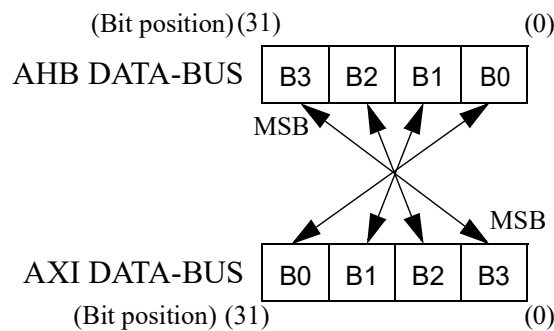 (Bit position) (31) (0)
AHB DATA-BUS B3 B2 B1 B0
MSB
MSB
AXI DATA-BUS B0 B1 B2 B3
(Bit position) (31) (0)